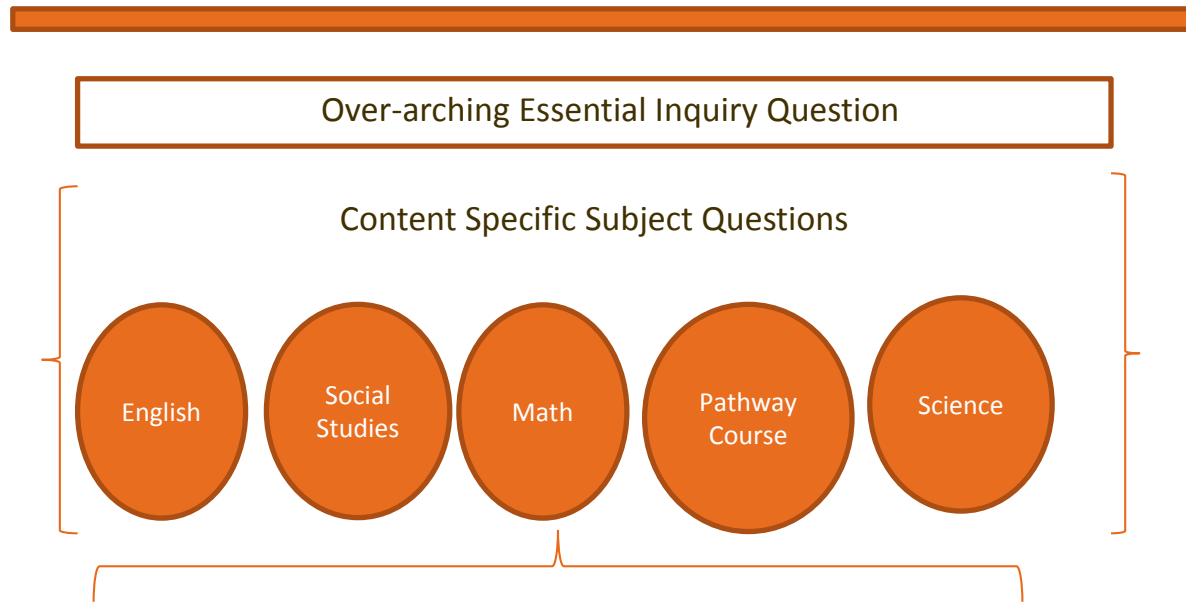 Over-arching Essential Inquiry Question
Content Specific Subject Questions
English
Social
Studies
Math
Pathway
Course
Science